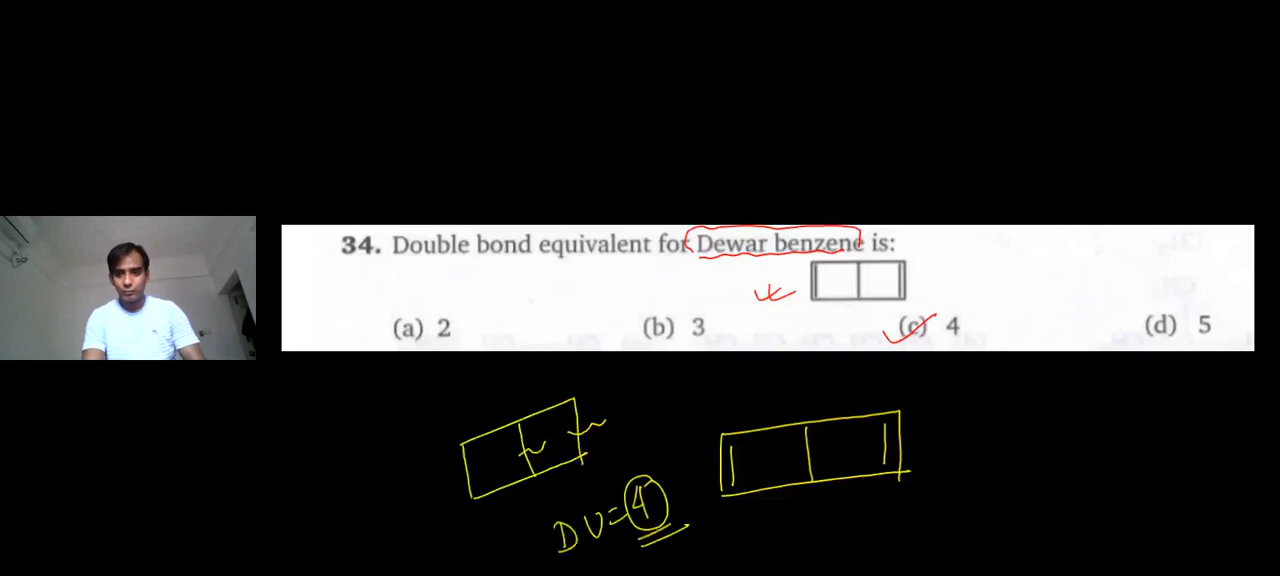 34. Double bond equivalent for Dewar benzene is:
(a) 2 (b) 3 (c) 4 (d) 5
DU=4